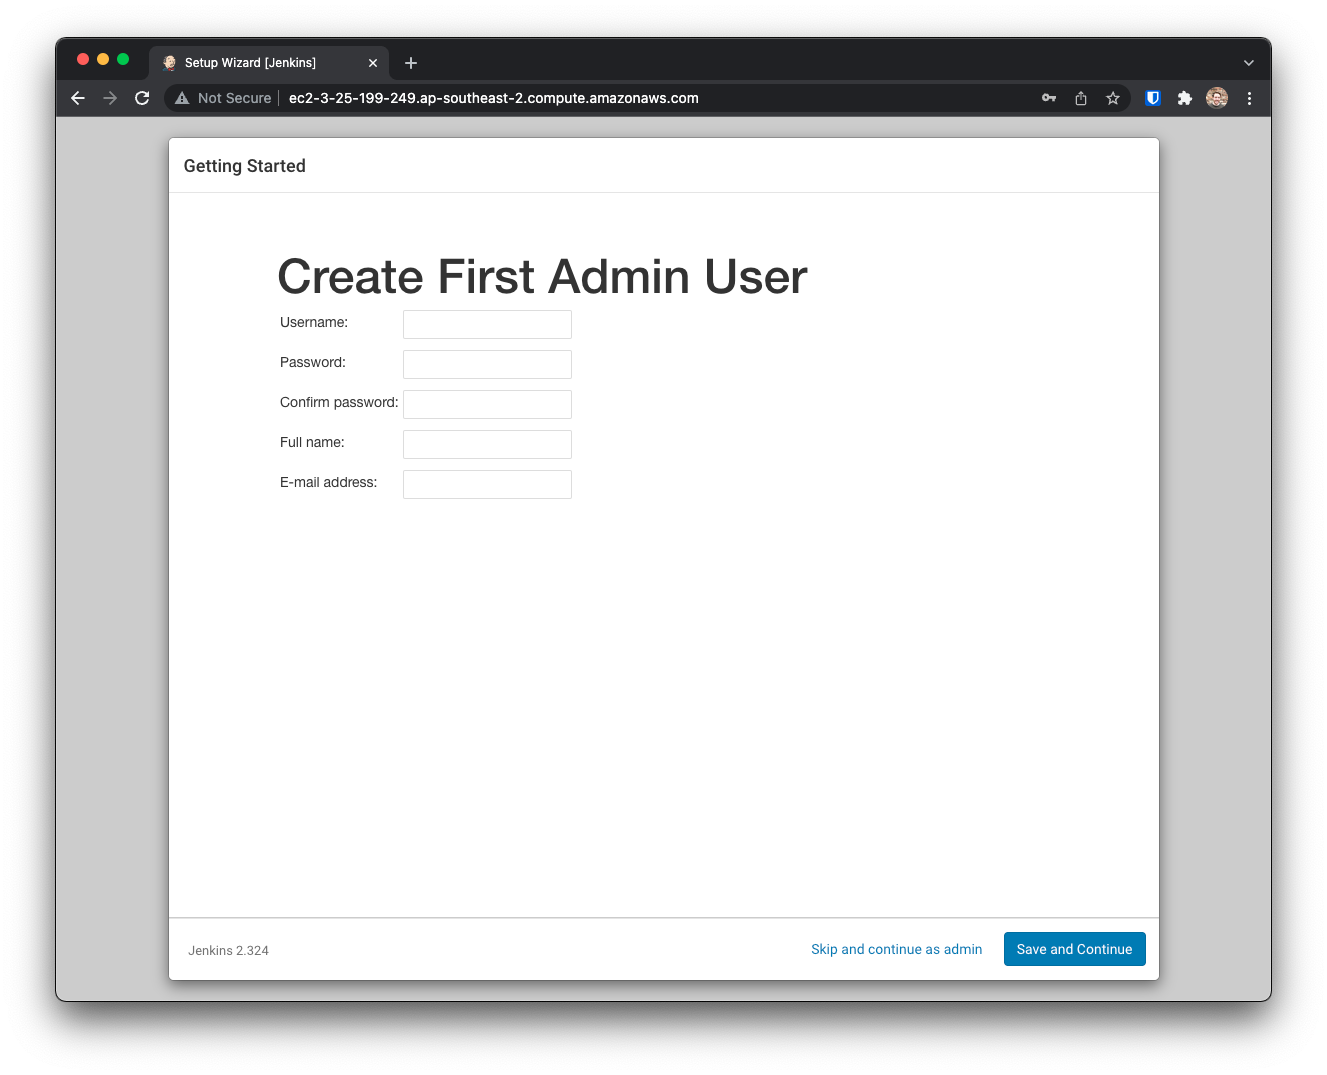 Setup Wizard [Jenkins]
Not Secure ec2-3-25-199-249.ap-southeast-2.compute.amazonaws.com
Getting Started
Create First Admin User
Username:
Password:
Confirm password:
Full name:
E-mail address:
Jenkins 2.324 Skip and continue as admin Save and Continue